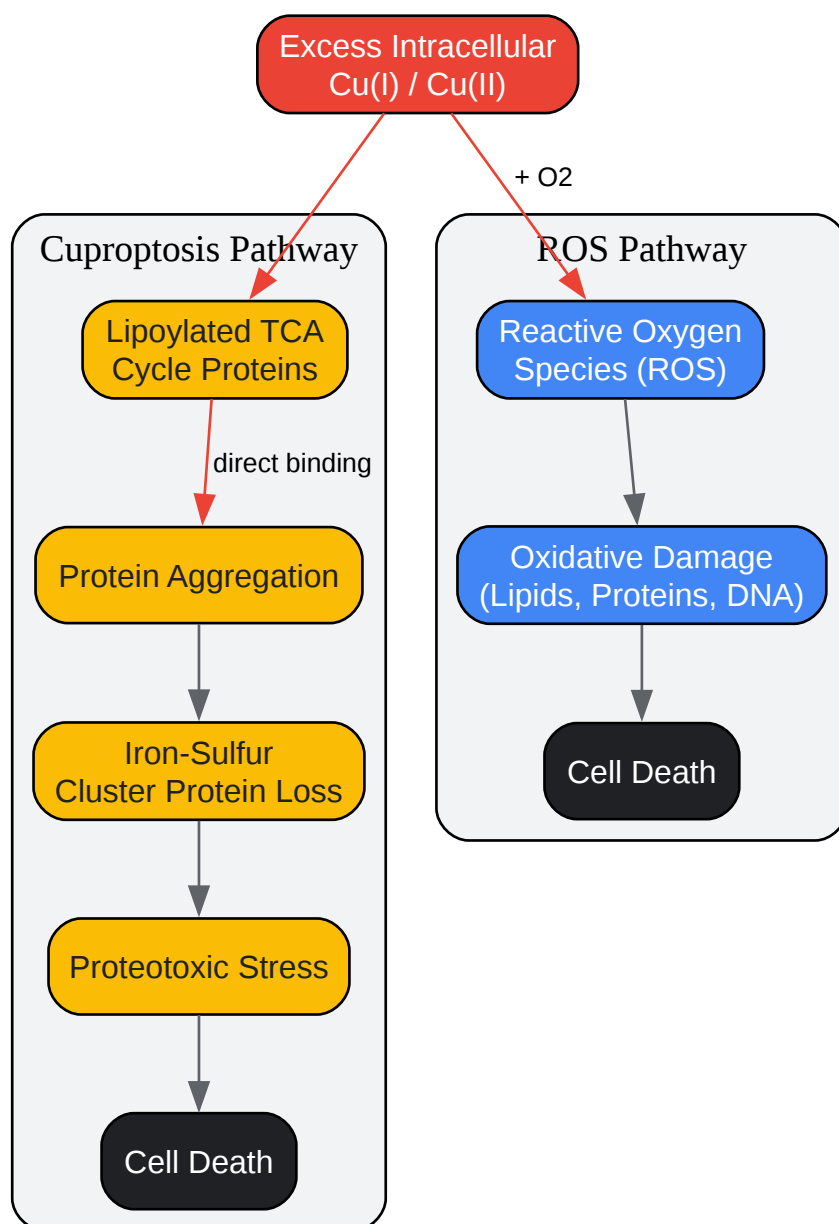 Excess Intracellular
Cu(I) / Cu(II)
+ O2
Cuproptosis Pathway
Lipoylated TCA
Cycle Proteins
direct binding
Protein Aggregation
Iron-Sulfur
Cluster Protein Loss
Proteotoxic Stress
Cell Death
ROS Pathway
Reactive Oxygen
Species (ROS)
Oxidative Damage
(Lipids, Proteins, DNA)
Cell Death